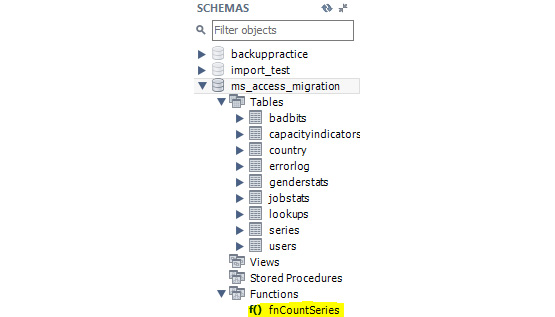 SCHEMAS
Filter objects
backuppractice
import_test
ms_access_migration
Tables
badbits
capacityindicators
country
errorlog
genderstats
jobstats
lookups
series
users
Views
Stored Procedures
Functions
f() fnCountSeries